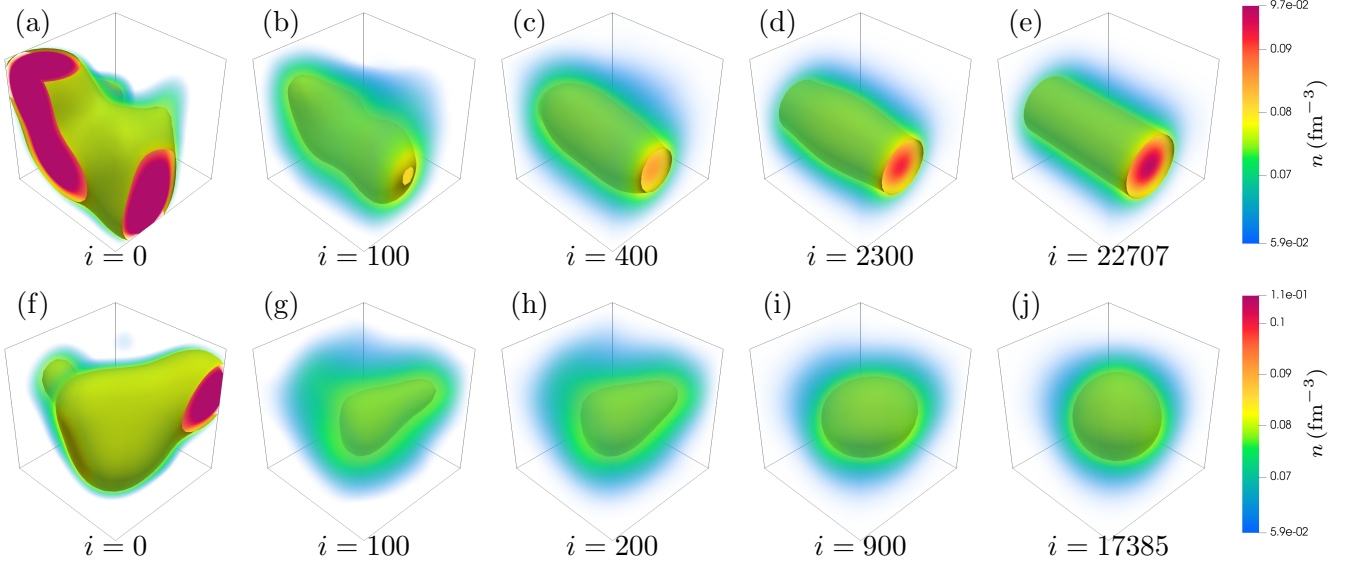 (a) (b) (c) (d) (e)
9.7e-02
0.09
0.08
0.07
5.9e-02
n (fm−3)
i = 0 i = 100 i = 400 i = 2300 i = 22707
(f) (g) (h) (i) (j)
1.1e-01
0.1
0.09
0.08
0.07
5.9e-02
n (fm−3)
i = 0 i = 100 i = 200 i = 900 i = 17385